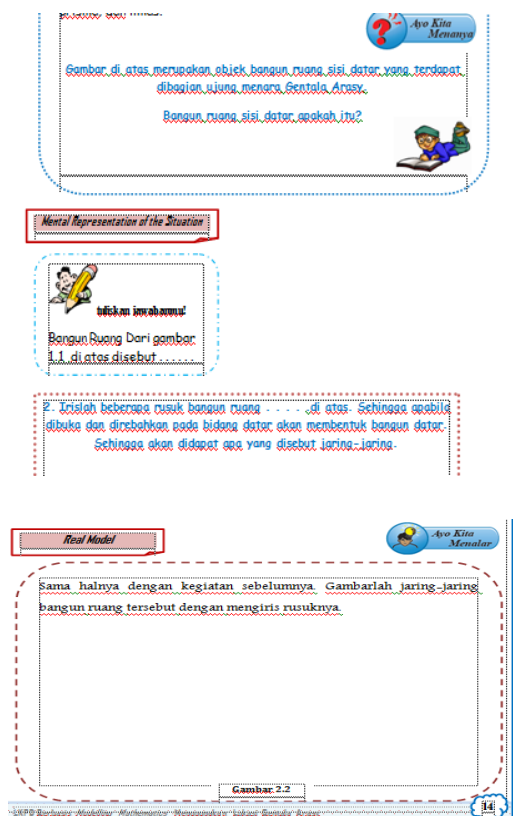 Ayo Kita
Menanya
Gambar di atas merupakan objek bangun ruang sisi datar yang terdapat
dibagian ujung menara Gentala Arasy.
Bangun ruang sisi datar apakah itu?
Mental Representation of the Situation
tuliskan jawabanmu!
Bangun Ruang Dari gambar
1.1 di atas disebut . . . . . .
2. Irislah beberapa rusuk bangun ruang . . . . . di atas. Sehingga apabila
dibuka dan direbahkan pada bidang datar akan membentuk bangun datar.
Sehingga akan didapat apa yang disebut jaring-jaring.
Real Model
Ayo Kita
Menalar
Sama halnya dengan kegiatan sebelumnya. Gambarlah jaring-jaring
bangun ruang tersebut dengan mengiris rusuknya.
Gambar 2.2
14